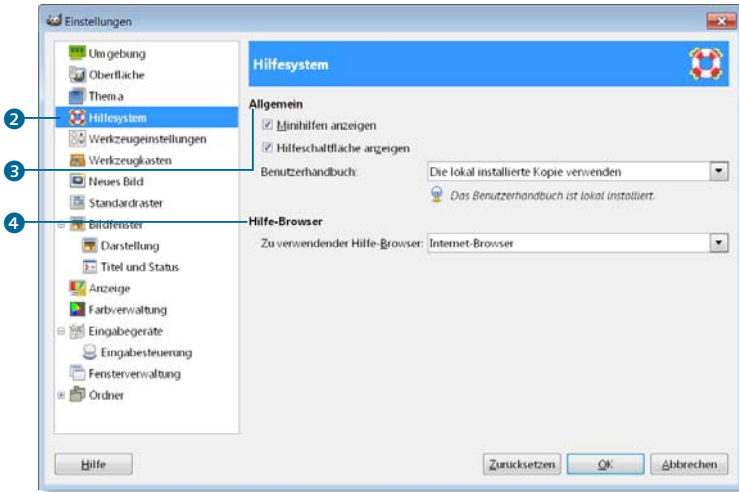 Einstellungen
Umgebung
Oberfläche
Thema
2
Hilfesystem
Werkzeugeinstellungen
3
Werkzeugkasten
Neues Bild
Standardraster
4
Bildfenster
Darstellung
Titel und Status
Anzeige
Farbverwaltung
Eingabegeräte
Eingabesteuerung
Fensterverwaltung
Ordner
Hilfesystem
Allgemein
Minihilfen anzeigen
Hilfeschaltfläche anzeigen
Benutzerhandbuch: Die lokal installierte Kopie verwenden
Das Benutzerhandbuch ist lokal installiert.
Hilfe-Browser
Zu verwendender Hilfe-Browser: Internet-Browser
Hilfe Zurücksetzen OK Abbrechen